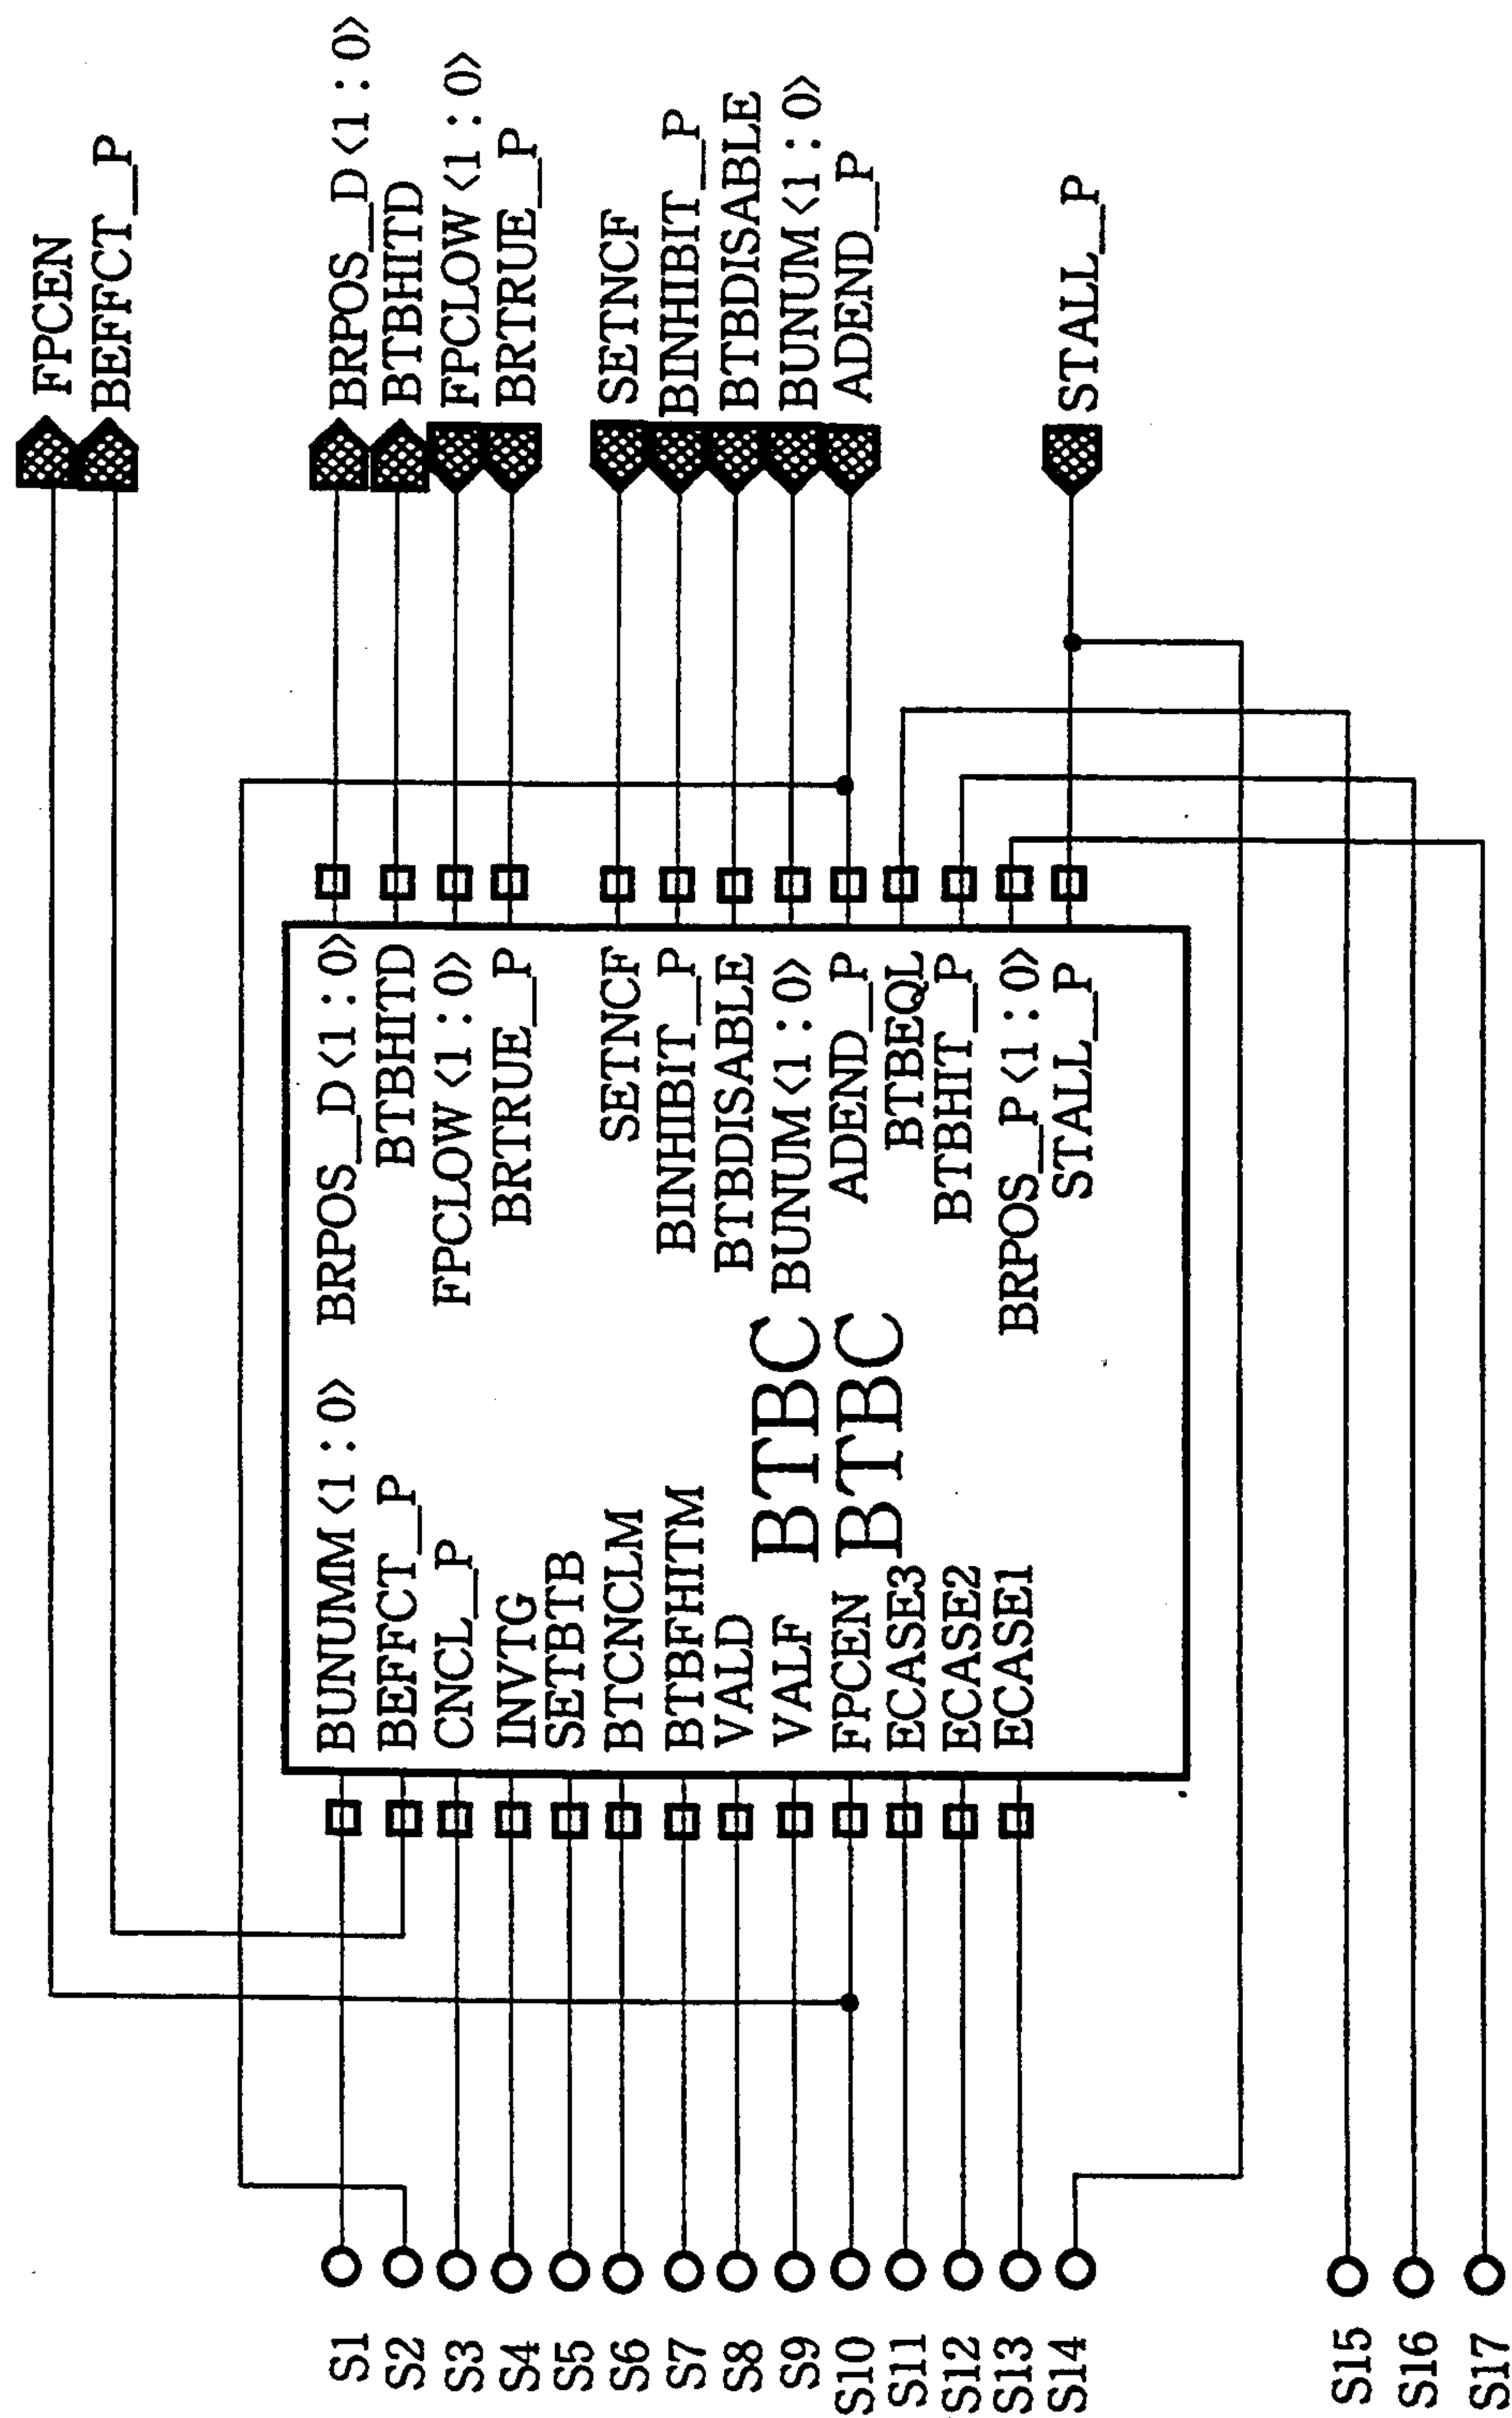 FPCEN
BEFFCT_P
BRPOS_D<1:0>
BTBHITD
FPCLOW<1:0>
BRTRUE_P
SETNCF
BINHIBIT_P
BTBDISABLE
BUNUM<1:0>
ADEND_P
STALL_P
BUNUMM<1:0> BRPOS_D<1:0>
BEFFCT_P BTBHITD
CNCL_P FPCLOW<1:0>
INVTG BRTRUE_P
SETBTB
BTCNCLM SETNCF
BTBFHITM BINHIBIT_P
VALD BTBDISABLE
VALF BUNUM<1:0>
FPCEN ADEND_P
ECASE3 BTBEQL
ECASE2 BTBHIT_P
ECASE1 BRPOS_P<1:0>
STALL_P
BTBC
BTBC
S1
S2
S3
S4
S5
S6
S7
S8
S9
S10
S11
S12
S13
S14
S15
S16
S17